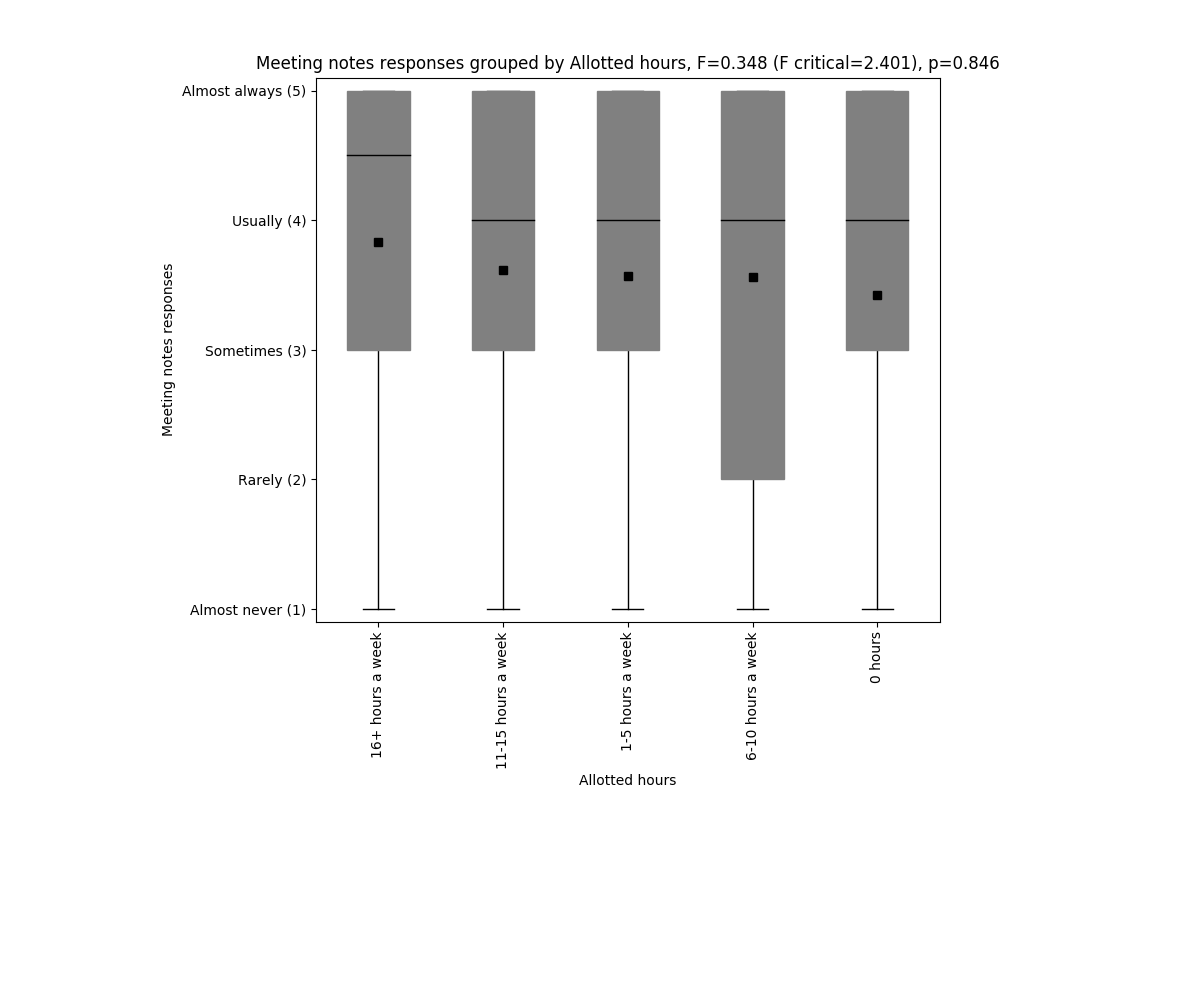 Meeting notes responses grouped by Allotted hours, F=0.348 (F critical=2.401), p=0.846
Almost always (5)
Usually (4)
Sometimes (3)
Rarely (2)
Almost never (1)
Meeting notes responses
16+ hours a week
11-15 hours a week
1-5 hours a week
6-10 hours a week
0 hours
Allotted hours